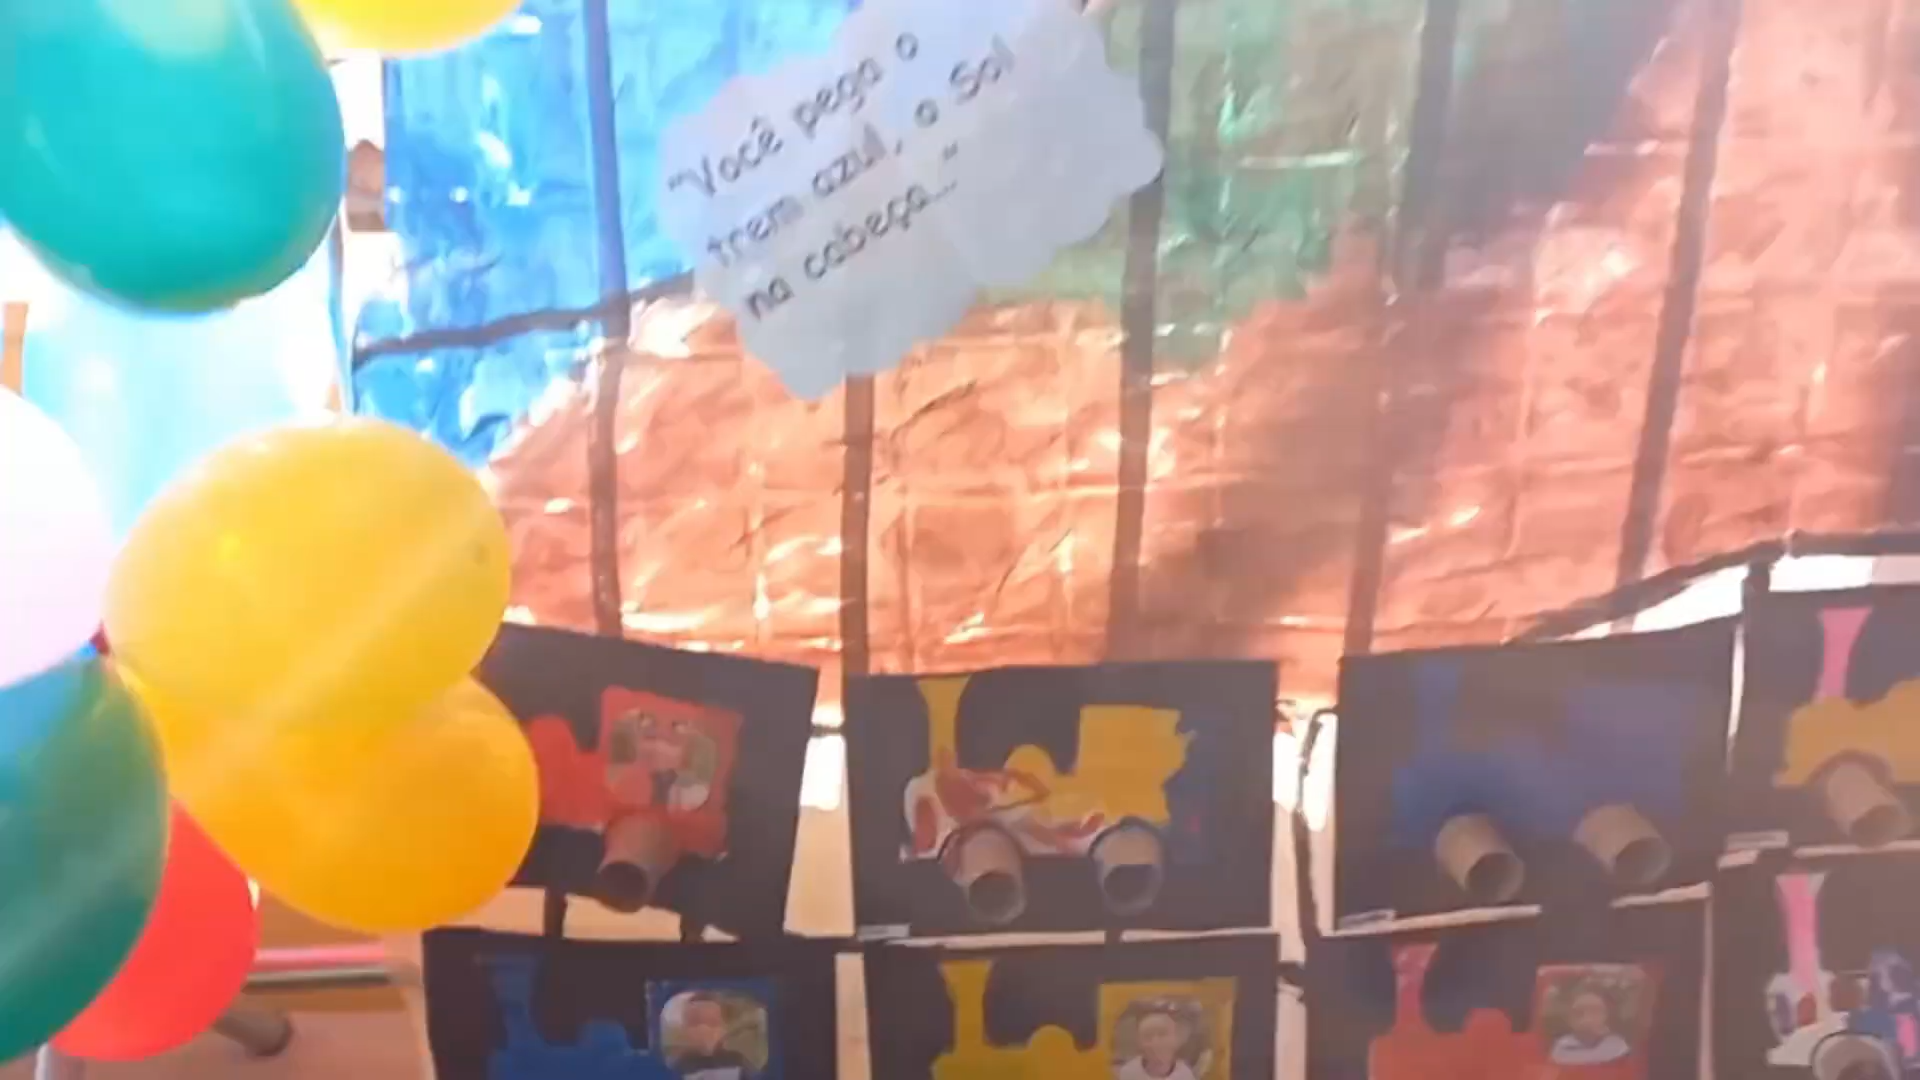 "Você pega o
trem azul, o Sol
na cabeça..."